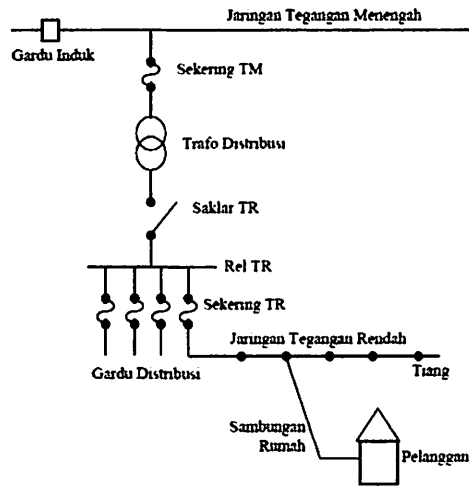 Jaringan Tegangan Menengah
Gardu Induk
Sekering TM
Trafo Distribusi
Saklar TR
Rel TR
Sekering TR
Jaringan Tegangan Rendah
Gardu Distribusi
Tiang
Sambungan
Rumah
Pelanggan